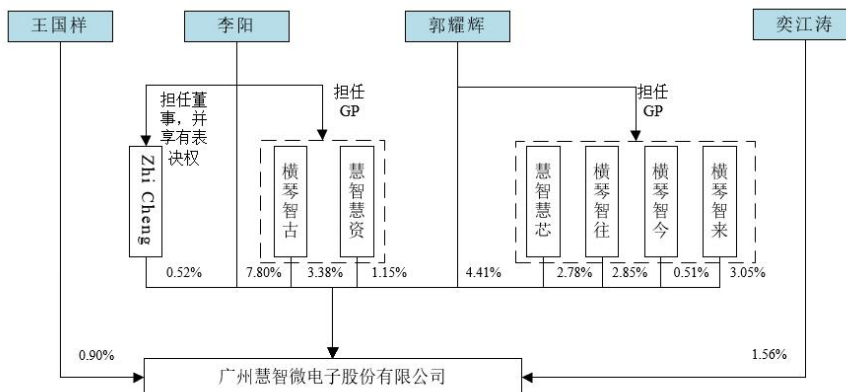 王国样
李阳
郭耀辉
奕江涛
担任董
事，并
享有表
决权
担任
GP
担任
GP
Zhi Cheng
横琴智古
慧智慧资
慧智慧芯
横琴智往
横琴智今
横琴智来
0.52%
7.80%
3.38%
1.15%
4.41%
2.78%
2.85%
0.51%
3.05%
0.90%
1.56%
广州慧智微电子股份有限公司